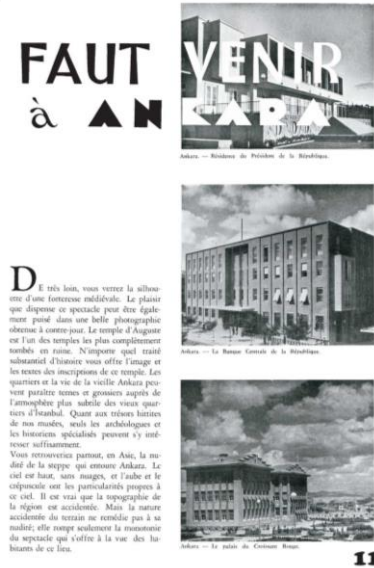 FAUT VENIR
à ANKARA
Ankara. — Résidence du Président de la République.
Ankara. — La Banque Centrale de la République.
DE très loin, vous verrez la silhou-
ette d'une forteresse médiévale. Le plaisir
que dispense ce spectacle peut être égale-
ment puisé dans une belle photographie
obtenue à contre-jour. Le temple d'Auguste
est l'un des temples les plus complètement
tombés en ruine. N'importe quel traité
substantiel d'histoire vous offre l'image et
les textes des inscriptions de ce temple. Les
quartiers et la vie de la vieille Ankara peu-
vent paraître ternes et grossiers auprès de
l'atmosphère plus subtile des vieux quar-
tiers d'İstanbul. Quant aux trésors hittites
de nos musées, seuls les archéologues et
les historiens spécialisés peuvent s'y inté-
resser suffisamment.
Vous retrouveriez partout, en Asie, la nu-
dité de la steppe qui entoure Ankara. Le
ciel est haut, sans nuages, et l'aube et le
crépuscule ont les particularités propres à
ce ciel. Il est vrai que la topographie de
la région est accidentée. Mais la nature
accidentée du terrain ne remédie pas à sa
nudité; elle rompt seulement la monotonie
du septacle qui s'offre à la vue des ha-
bitants de ce lieu.
Ankara — Le palais du Croissant Rouge.
11